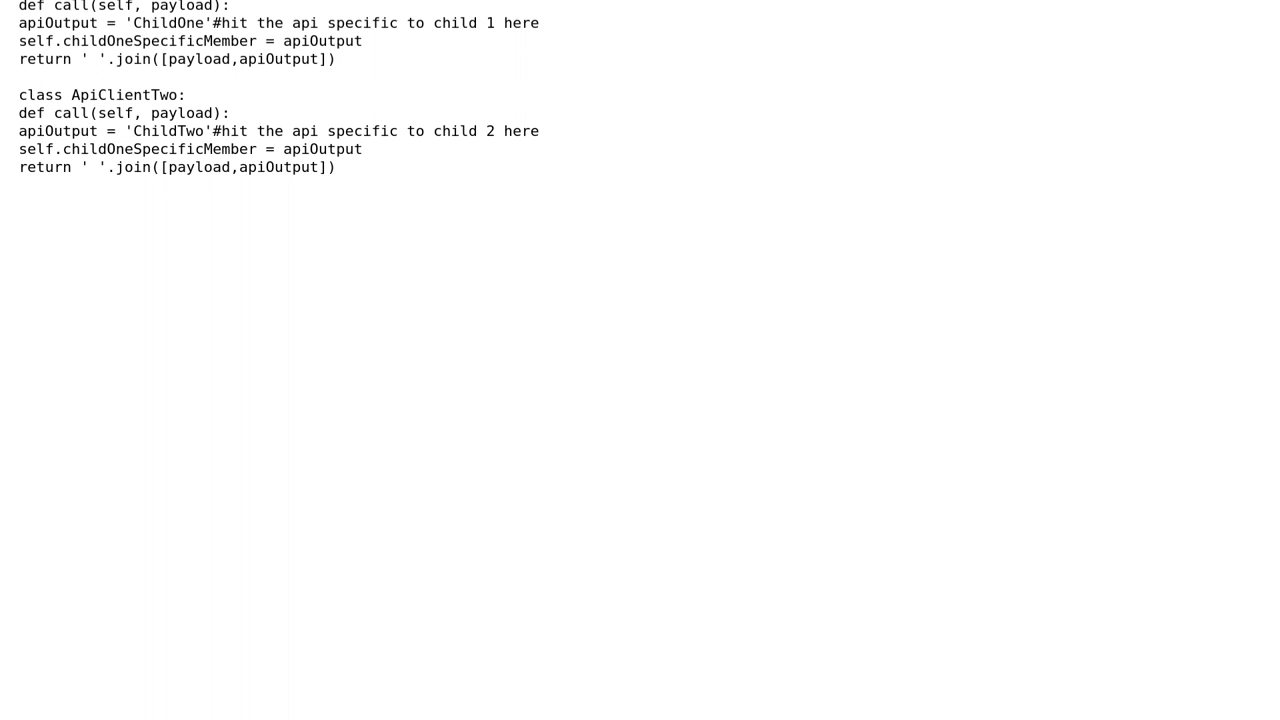 def call(self, payload):
apiOutput = 'ChildOne'#hit the api specific to child 1 here
self.childOneSpecificMember = apiOutput
return ' '.join([payload,apiOutput])

class ApiClientTwo:
def call(self, payload):
apiOutput = 'ChildTwo'#hit the api specific to child 2 here
self.childOneSpecificMember = apiOutput
return ' '.join([payload,apiOutput])